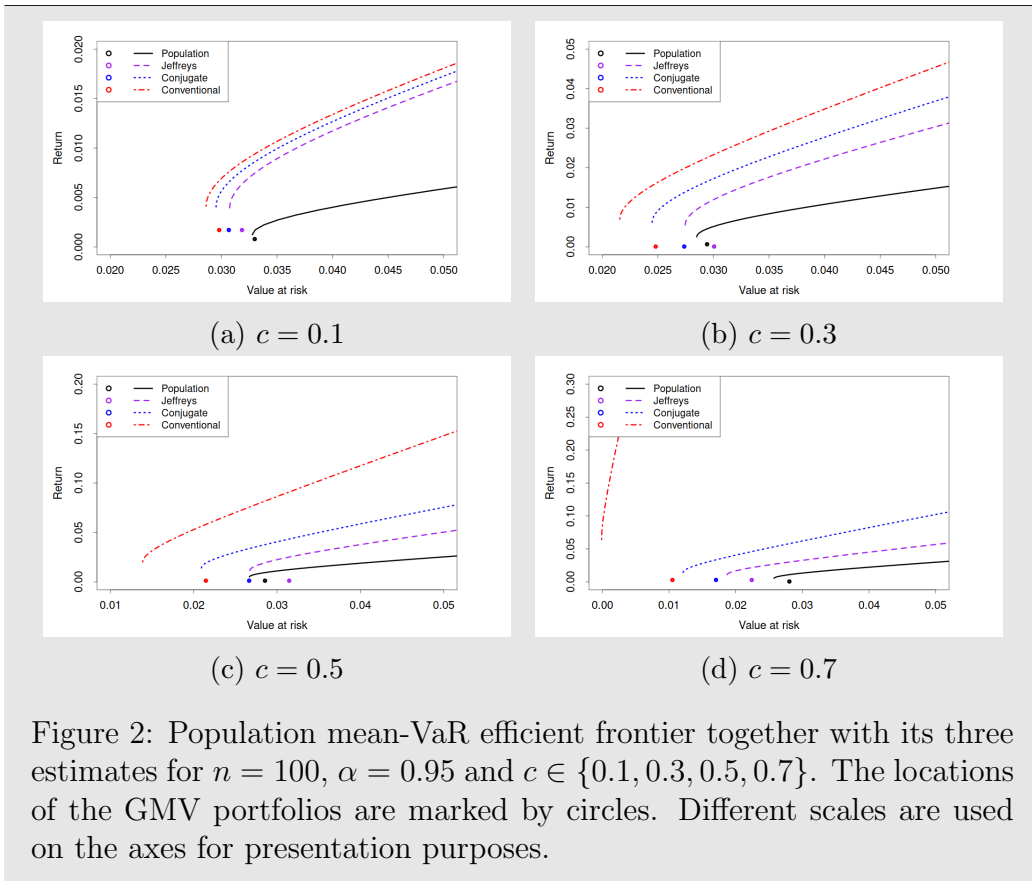 0.000 0.005 0.010 0.015 0.020
Return
Population
Jeffreys
Conjugate
Conventional
0.020 0.025 0.030 0.035 0.040 0.045 0.050
Value at risk
(a) c = 0.1
0.00 0.01 0.02 0.03 0.04 0.05
Return
Population
Jeffreys
Conjugate
Conventional
0.020 0.025 0.030 0.035 0.040 0.045 0.050
Value at risk
(b) c = 0.3
0.00 0.05 0.10 0.15 0.20
Return
Population
Jeffreys
Conjugate
Conventional
0.01 0.02 0.03 0.04 0.05
Value at risk
(c) c = 0.5
0.00 0.05 0.10 0.15 0.20 0.25 0.30
Return
Population
Jeffreys
Conjugate
Conventional
0.00 0.01 0.02 0.03 0.04 0.05
Value at risk
(d) c = 0.7
Figure 2: Population mean-VaR efficient frontier together with its three
estimates for n = 100, α = 0.95 and c ∈ {0.1, 0.3, 0.5, 0.7}. The locations
of the GMV portfolios are marked by circles. Different scales are used
on the axes for presentation purposes.